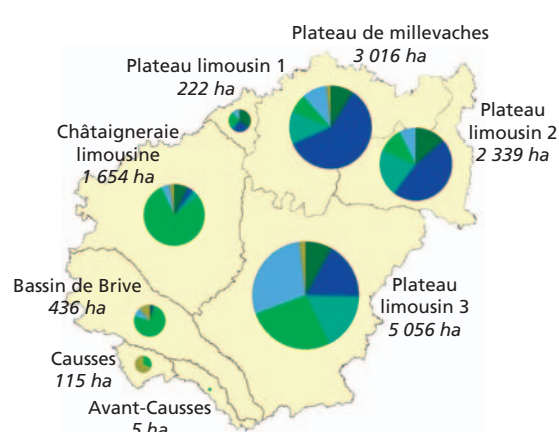 Plateau de millevaches
3 016 ha
Plateau limousin 1
222 ha
Plateau
limousin 2
2 339 ha
Châtaigneraie
limousine
1 654 ha
Bassin de Brive
436 ha
Plateau
limousin 3
5 056 ha
Causses
115 ha
Avant-Causses
5 ha